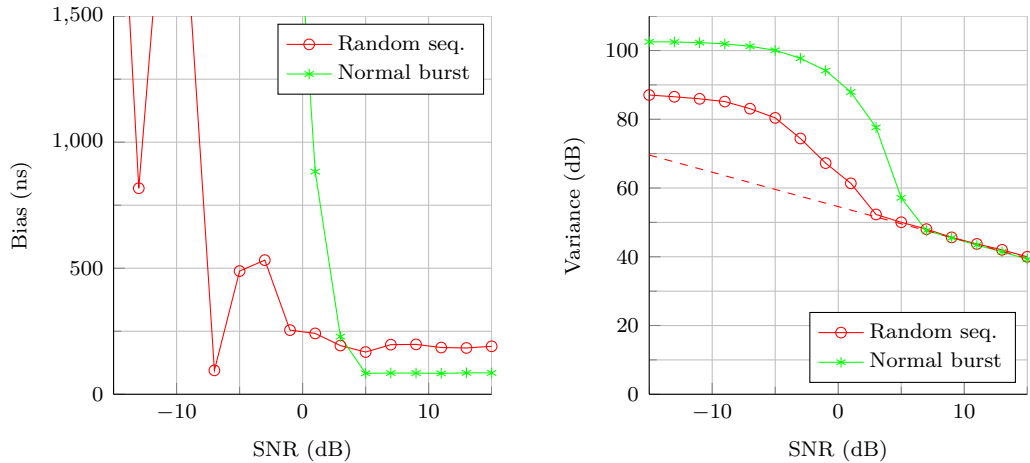 1,500
1,000
500
0
Bias (ns)
−10
0
10
SNR (dB)
Random seq.
Normal burst
100
80
60
40
20
0
Variance (dB)
−10
0
10
SNR (dB)
Random seq.
Normal burst